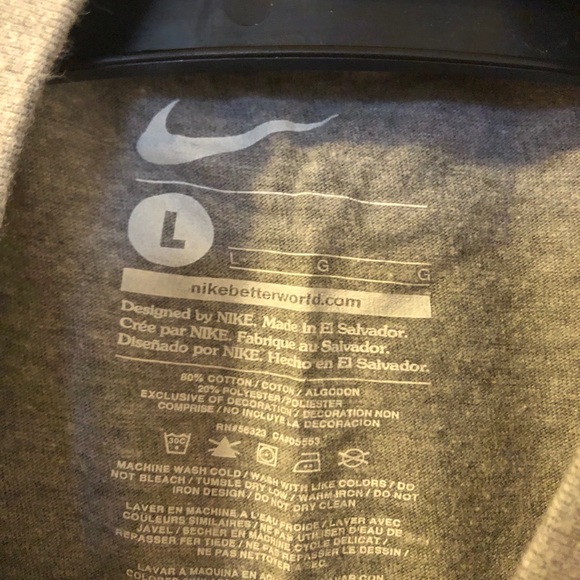 L
L G G
nikebetterworld.com
Designed by NIKE. Made in El Salvador.
Crée par NIKE. Fabrique au Salvador.
Diseñado por NIKE. Hecho en El Salvador.
80% COTTON / COTON / ALGODON
20% POLYESTER/POLIESTER
EXCLUSIVE OF DECORATION / DECORATION NON
COMPRISE / NO INCLUYE LA DECORACION
RN#56323 CA#05553
30C
MACHINE WASH COLD / WASH WITH LIKE COLORS / DO
NOT BLEACH / TUMBLE DRY LOW / WARM IRON / DO NOT
IRON DESIGN / DO NOT DRY CLEAN
LAVER EN MACHINE A L'EAU FROIDE / LAVER AVEC
COULEURS SIMILAIRES / NE PAS UTILISER D'EAU DE
JAVEL / SECHER EN MACHINE, CYCLE DELICAT /
REPASSER FER TIEDE / NE PAS REPASSER LE DESSIN /
NE PAS NETTOYER A SEC.
LAVAR A MAQUINA EN